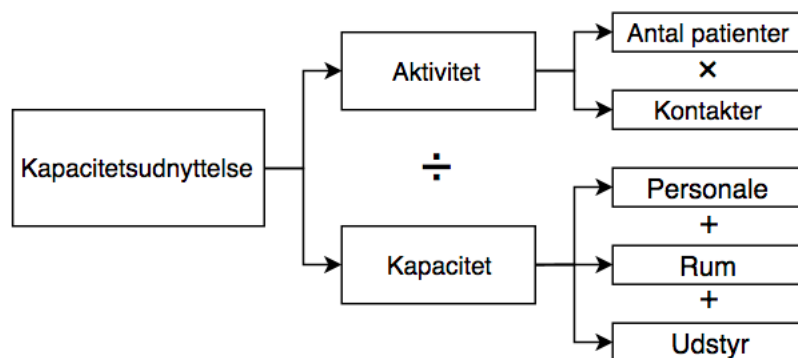 Kapacitetsudnyttelse
Aktivitet
÷
Kapacitet
Antal patienter
×
Kontakter
Personale
+
Rum
+
Udstyr